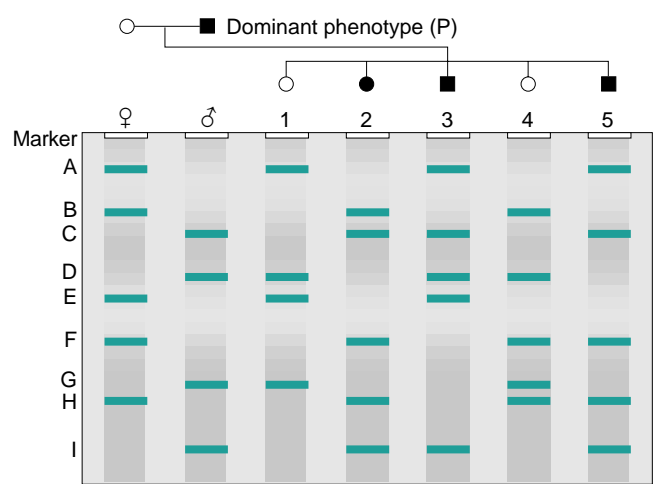 Dominant phenotype (P)
♀ ♂ 1 2 3 4 5
Marker
A
B
C
D
E
F
G
H
I